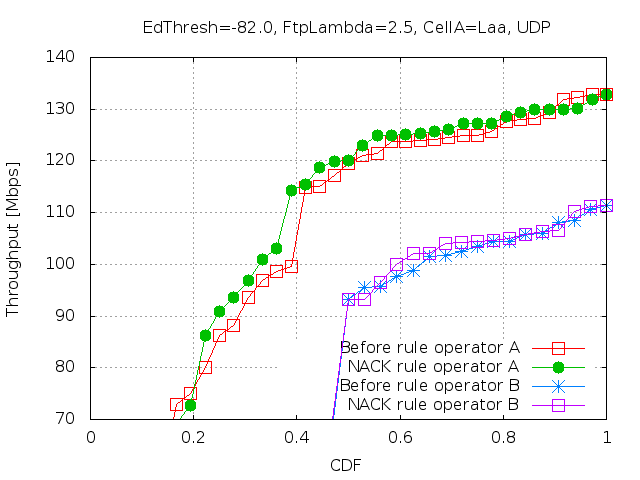 EdThresh=-82.0, FtpLambda=2.5, CellA=Laa, UDP
140
130
120
110
100
90
80
70
Throughput [Mbps]
Before rule operator A
NACK rule operator A
Before rule operator B
NACK rule operator B
0
0.2
0.4
0.6
0.8
1
CDF